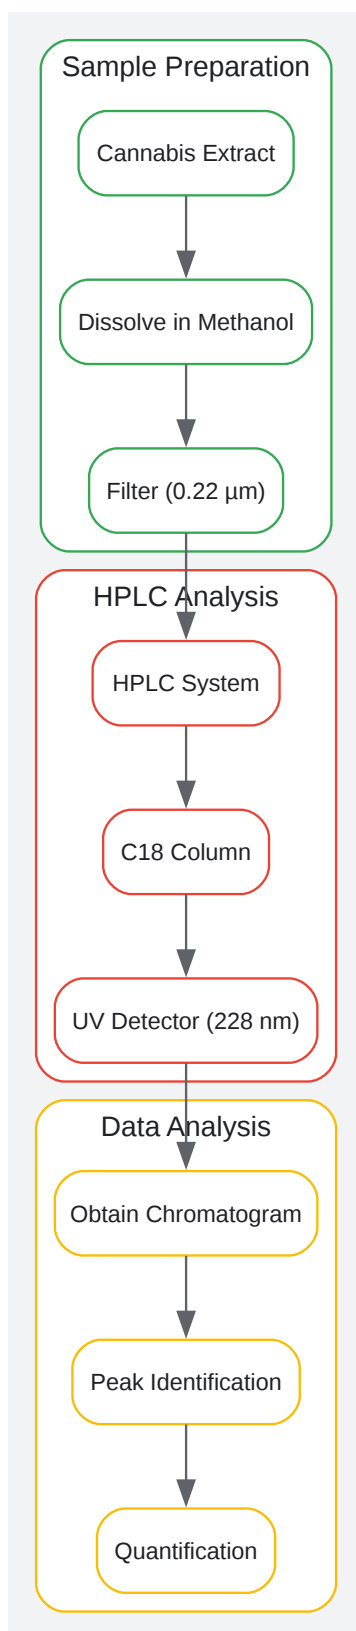 Sample Preparation
Cannabis Extract
Dissolve in Methanol
Filter (0.22 µm)
HPLC Analysis
HPLC System
C18 Column
UV Detector (228 nm)
Data Analysis
Obtain Chromatogram
Peak Identification
Quantification